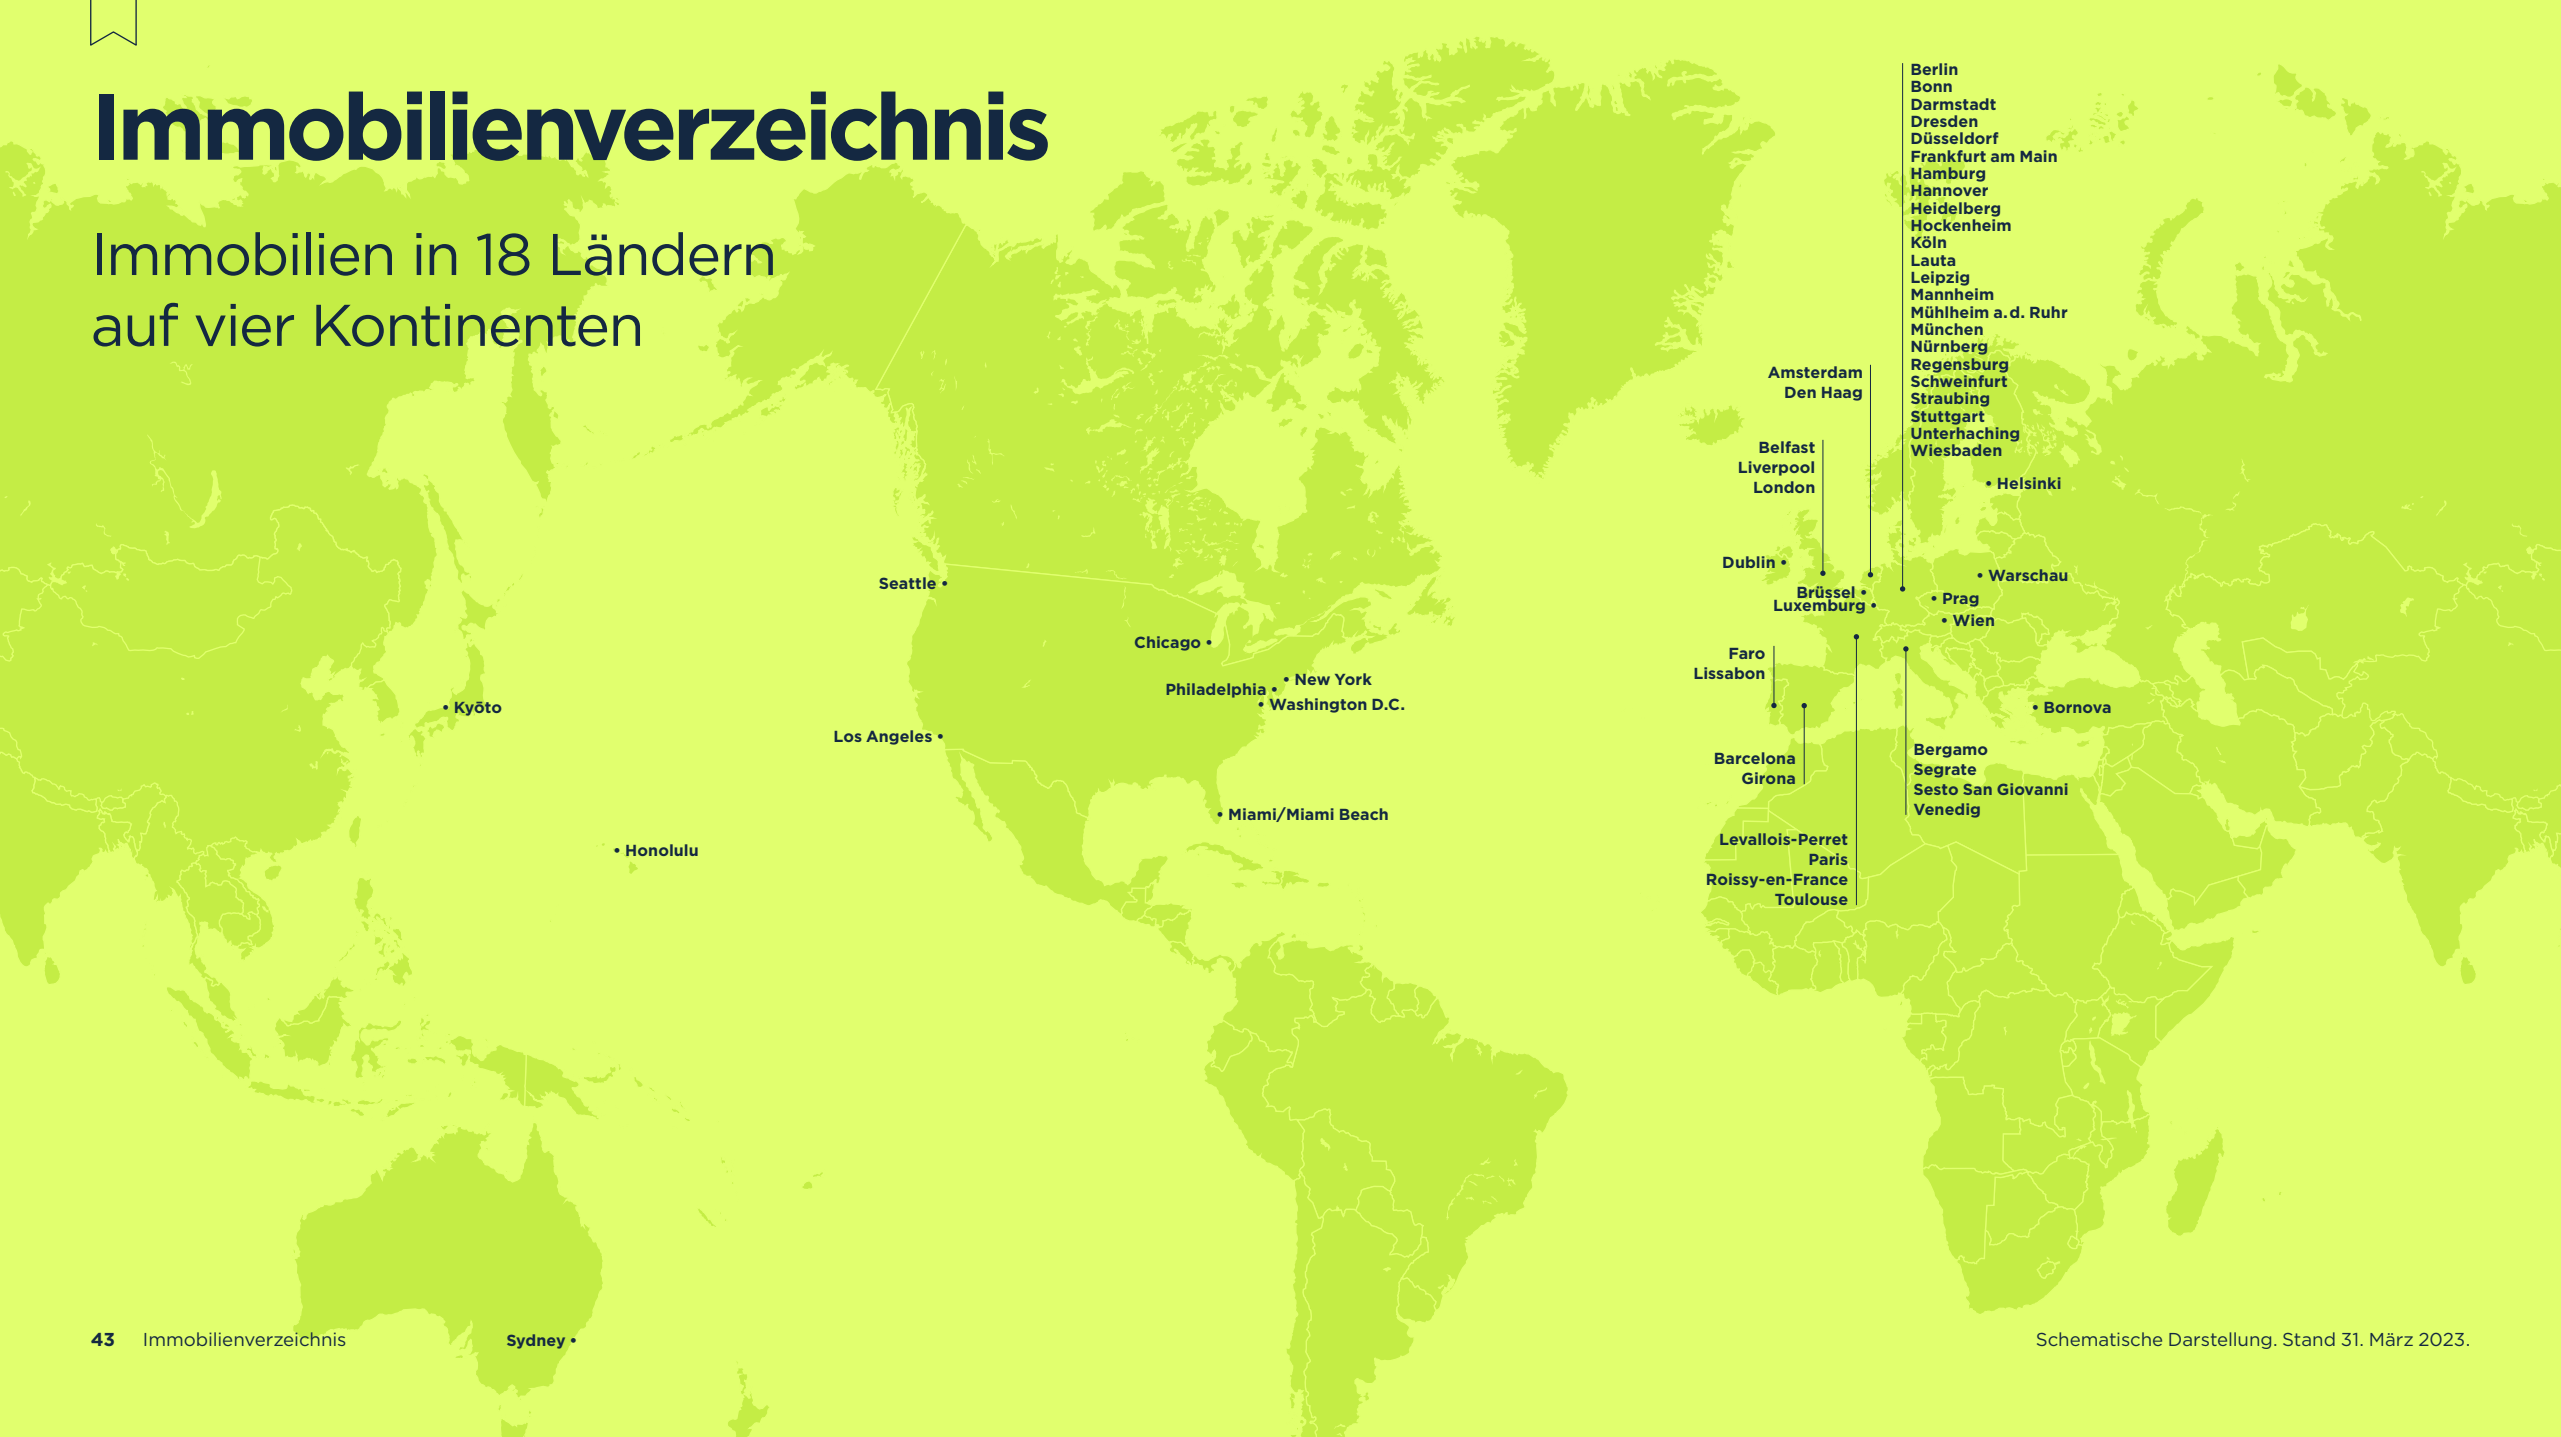 Immobilienverzeichnis
Immobilien in 18 Ländern
auf vier Kontinenten
Berlin
Bonn
Darmstadt
Dresden
Düsseldorf
Frankfurt am Main
Hamburg
Hannover
Heidelberg
Hockenheim
Köln
Lauta
Leipzig
Mannheim
Mühlheim a. d. Ruhr
München
Nürnberg
Regensburg
Schweinfurt
Straubing
Stuttgart
Unterhaching
Wiesbaden
Amsterdam
Den Haag
Belfast
Liverpool
London
• Helsinki
Dublin •
• Warschau
Brüssel •
Luxemburg •
• Prag
• Wien
Faro
Lissabon
• Bornova
Barcelona
Girona
Bergamo
Segrate
Sesto San Giovanni
Venedig
Levallois-Perret
Paris
Roissy-en-France
Toulouse
Seattle •
Chicago •
• New York
Philadelphia •
• Washington D.C.
Los Angeles •
• Miami/Miami Beach
• Kyōto
• Honolulu
Sydney •
43 Immobilienverzeichnis
Schematische Darstellung. Stand 31. März 2023.